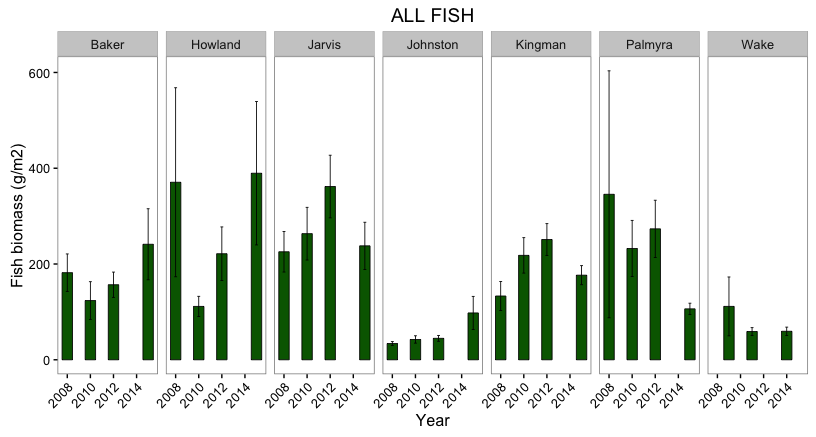 ALL FISH
Baker Howland Jarvis Johnston Kingman Palmyra Wake
Fish biomass (g/m2)
600
400
200
0
2008 2010 2012 2014 2008 2010 2012 2014 2008 2010 2012 2014 2008 2010 2012 2014 2008 2010 2012 2014 2008 2010 2012 2014 2008 2010 2012 2014
Year